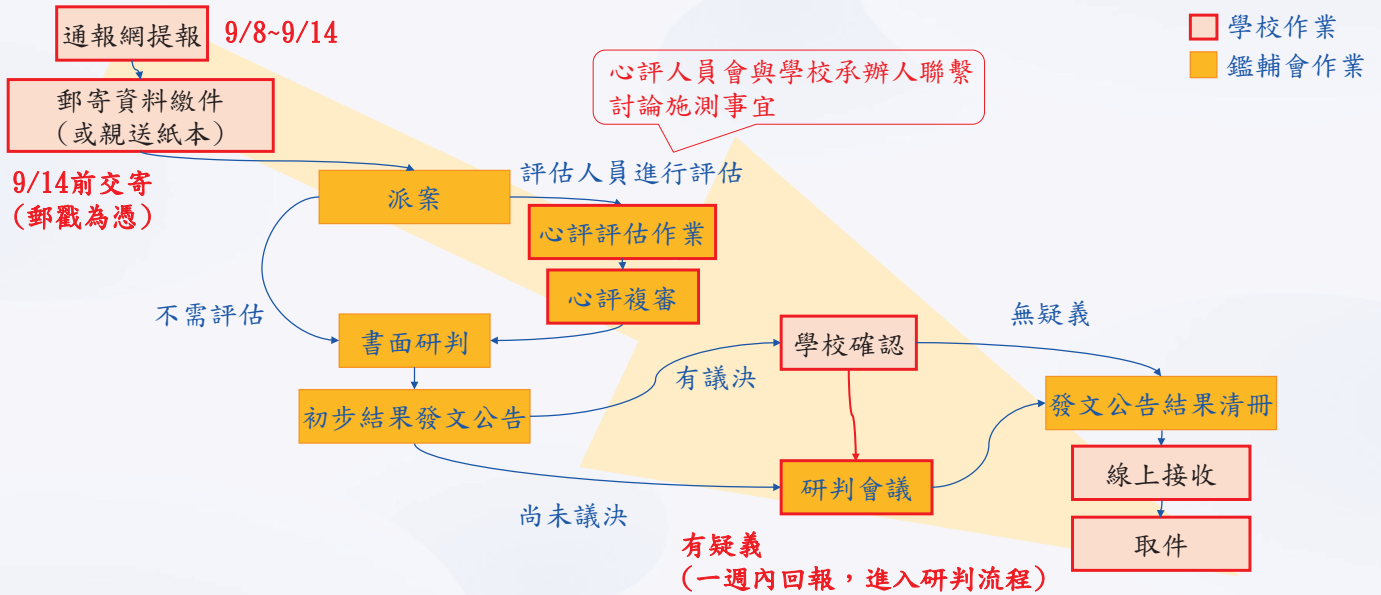 通報網提報
9/8~9/14
學校作業
鑑輔會作業
心評人員會與學校承辦人聯繫
討論施測事宜
郵寄資料繳件
(或親送紙本)
9/14前交寄
(郵戳為憑)
派案
評估人員進行評估
心評評估作業
心評複審
不需評估
書面研判
初步結果發文公告
有議決
尚未議決
學校確認
無疑義
研判會議
有疑義
(一週內回報,進入研判流程)
發文公告結果清冊
線上接收
取件